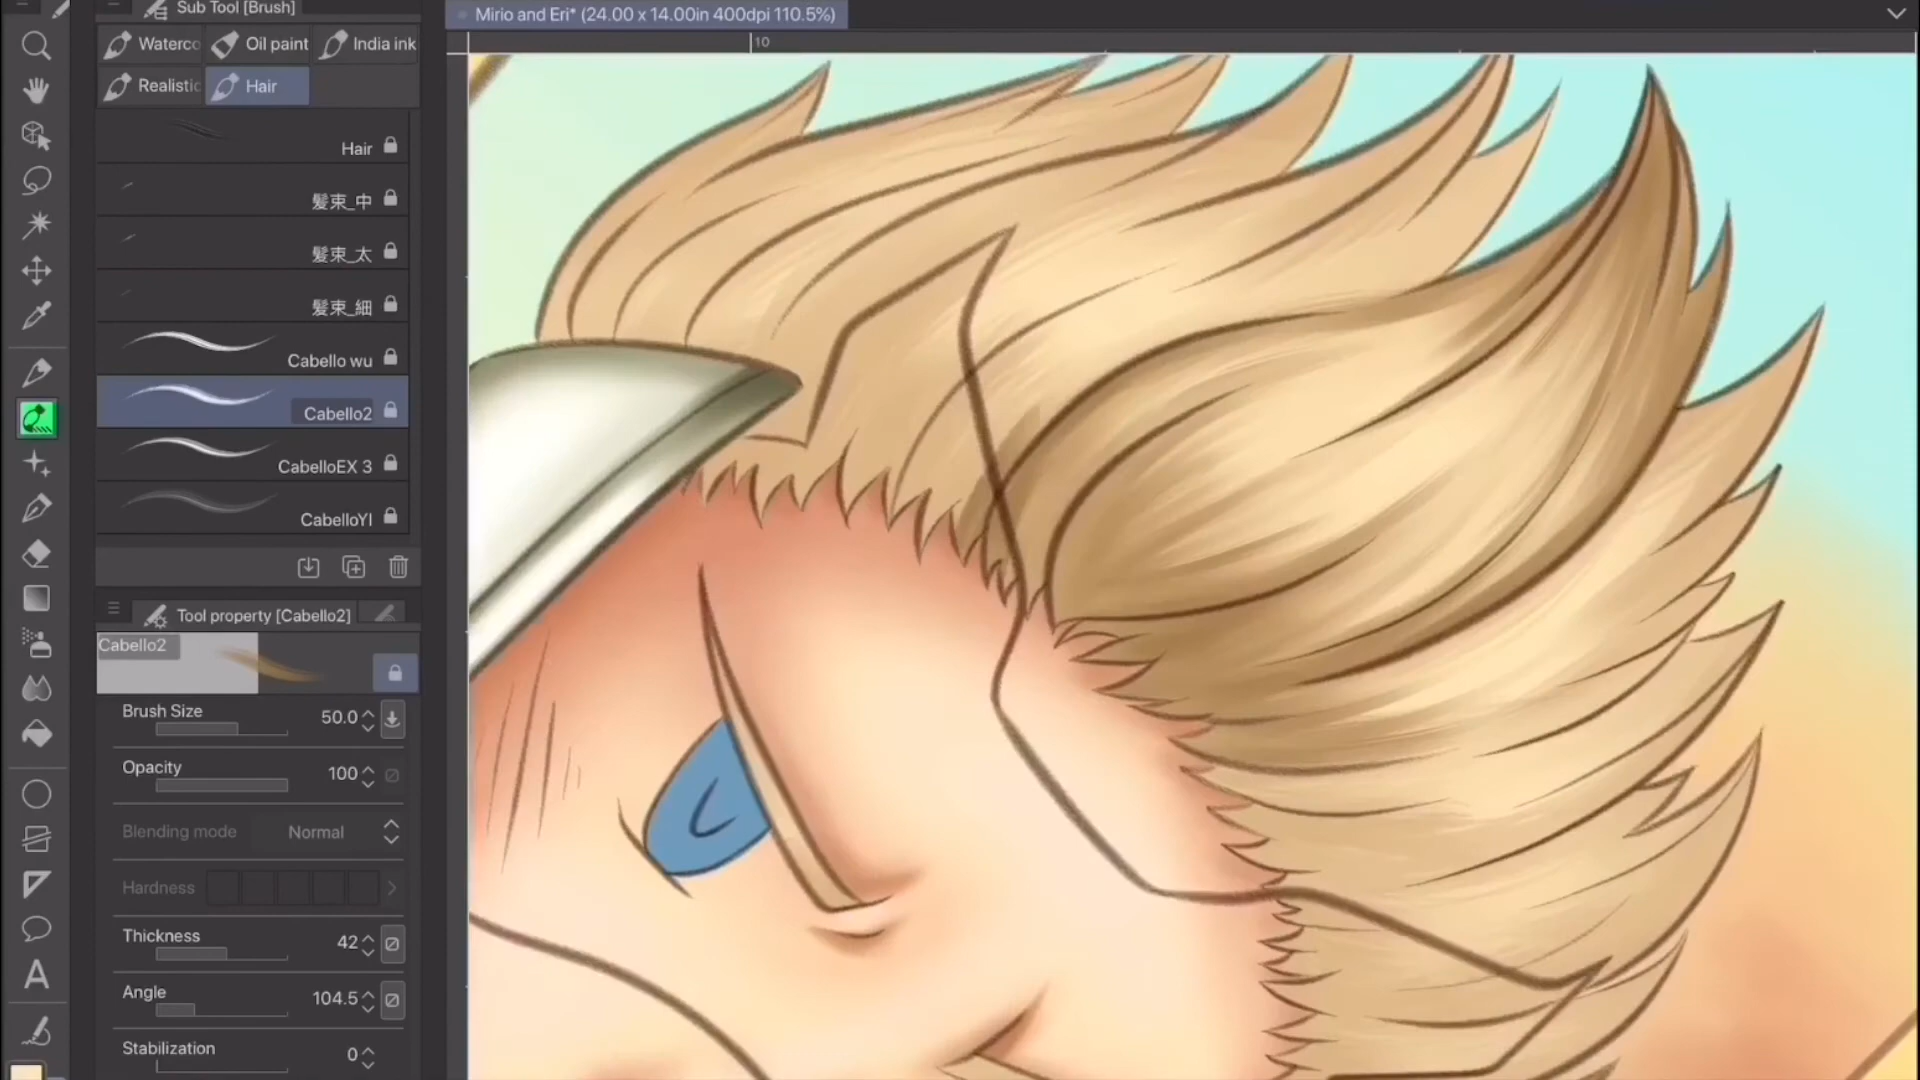 Sub Tool [Brush]
Mirio and Eri* (24.00 x 14.00in 400dpi 110.5%)
10
Waterco
Oil paint
India ink
Realistic
Hair
Hair
髪束_中
髪束_太
髪束_細
Cabello wu
Cabello2
CabelloEX 3
CabelloYI
Tool property [Cabello2]
Cabello2
Brush Size 50.0
Opacity 100
Blending mode Normal
Hardness
Thickness 42
Angle 104.5
Stabilization 0
A